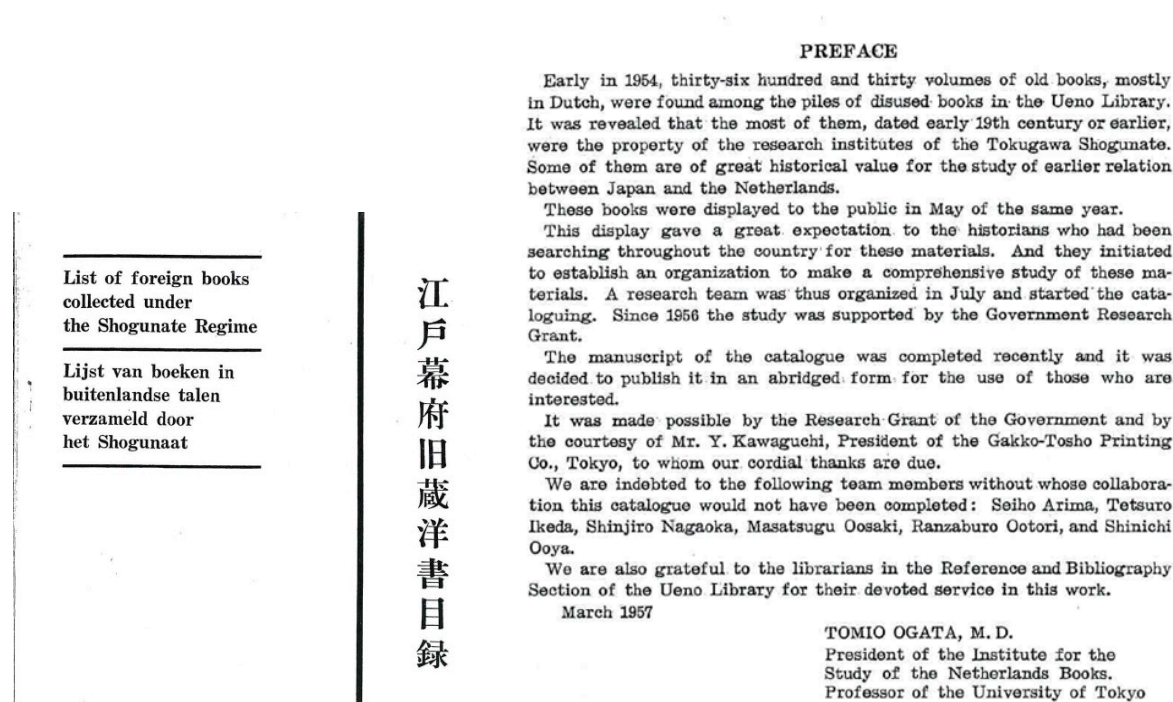 List of foreign books
collected under
the Shogunate Regime
Lijst van boeken in
buitenlandse talen
verzameld door
het Shogunaat
江戸幕府旧蔵洋書目録
PREFACE
Early in 1954, thirty-six hundred and thirty volumes of old books, mostly
in Dutch, were found among the piles of disused books in the Ueno Library.
It was revealed that the most of them, dated early 19th century or earlier,
were the property of the research institutes of the Tokugawa Shogunate.
Some of them are of great historical value for the study of earlier relation
between Japan and the Netherlands.
These books were displayed to the public in May of the same year.
This display gave a great expectation to the historians who had been
searching throughout the country for these materials. And they initiated
to establish an organization to make a comprehensive study of these ma-
terials. A research team was thus organized in July and started the cata-
loguing. Since 1956 the study was supported by the Government Research
Grant.
The manuscript of the catalogue was completed recently and it was
decided to publish it in an abridged form for the use of those who are
interested.
It was made possible by the Research Grant of the Government and by
the courtesy of Mr. Y. Kawaguchi, President of the Gakko-Tosho Printing
Co., Tokyo, to whom our cordial thanks are due.
We are indebted to the following team members without whose collabora-
tion this catalogue would not have been completed: Seiho Arima, Tetsuro
Ikeda, Shinjiro Nagaoka, Masatsugu Oosaki, Ranzaburo Ootori, and Shinichi
Ooya.
We are also grateful to the librarians in the Reference and Bibliography
Section of the Ueno Library for their devoted service in this work.
March 1957
TOMIO OGATA, M. D.
President of the Institute for the
Study of the Netherlands Books.
Professor of the University of Tokyo